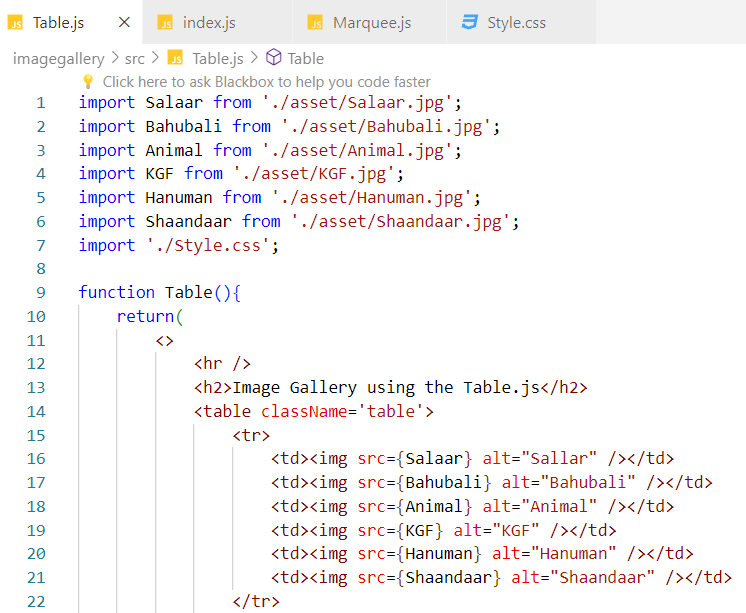 Table.js
index.js
Marquee.js
Style.css
imagegallery > src > Table.js > Table
Click here to ask Blackbox to help you code faster
1 import Salaar from './asset/Salaar.jpg';
2 import Bahubali from './asset/Bahubali.jpg';
3 import Animal from './asset/Animal.jpg';
4 import KGF from './asset/KGF.jpg';
5 import Hanuman from './asset/Hanuman.jpg';
6 import Shaandaar from './asset/Shaandaar.jpg';
7 import './Style.css';
8
9 function Table(){
10 return(
11 <>
12 <hr />
13 <h2>Image Gallery using the Table.js</h2>
14 <table className='table'>
15 <tr>
16 <td><img src={Salaar} alt="Sallar" /></td>
17 <td><img src={Bahubali} alt="Bahubali" /></td>
18 <td><img src={Animal} alt="Animal" /></td>
19 <td><img src={KGF} alt="KGF" /></td>
20 <td><img src={Hanuman} alt="Hanuman" /></td>
21 <td><img src={Shaandaar} alt="Shaandaar" /></td>
22 </tr>